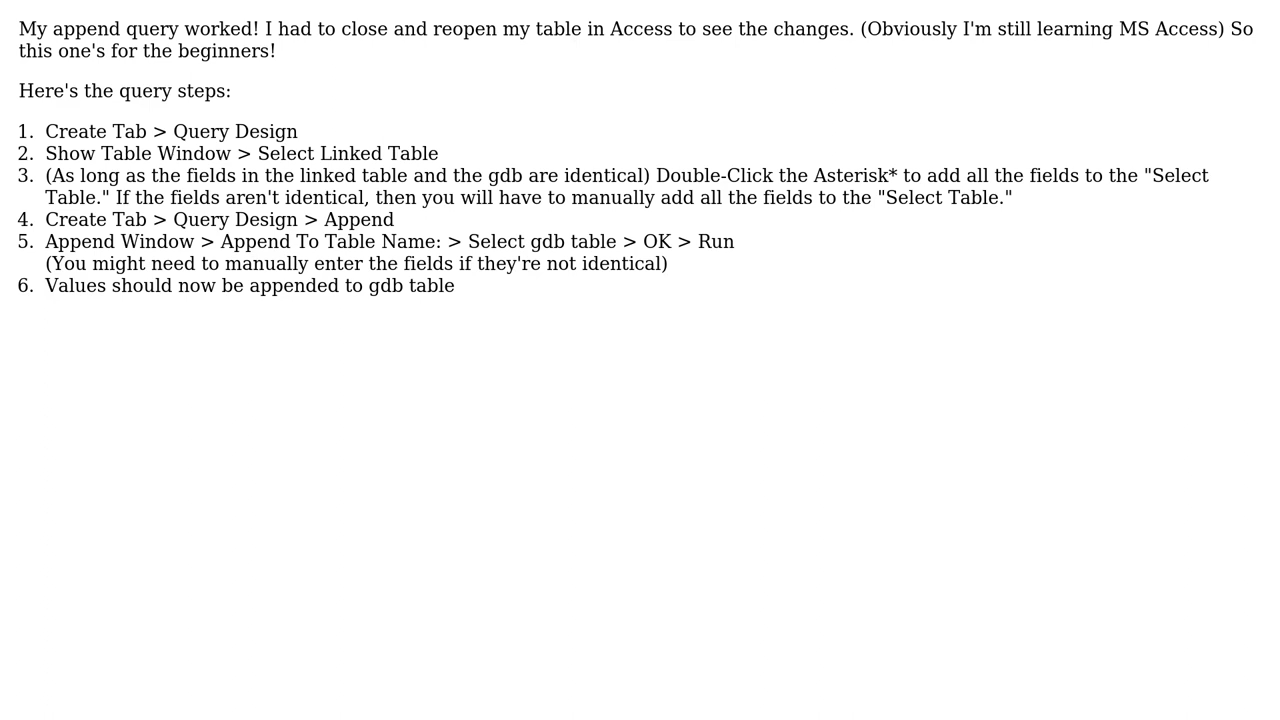 My append query worked! I had to close and reopen my table in Access to see the changes. (Obviously I'm still learning MS Access) So
this one's for the beginners!
Here's the query steps:
1. Create Tab > Query Design
2. Show Table Window > Select Linked Table
3. (As long as the fields in the linked table and the gdb are identical) Double-Click the Asterisk* to add all the fields to the "Select
Table." If the fields aren't identical, then you will have to manually add all the fields to the "Select Table."
4. Create Tab > Query Design > Append
5. Append Window > Append To Table Name: > Select gdb table > OK > Run
(You might need to manually enter the fields if they're not identical)
6. Values should now be appended to gdb table